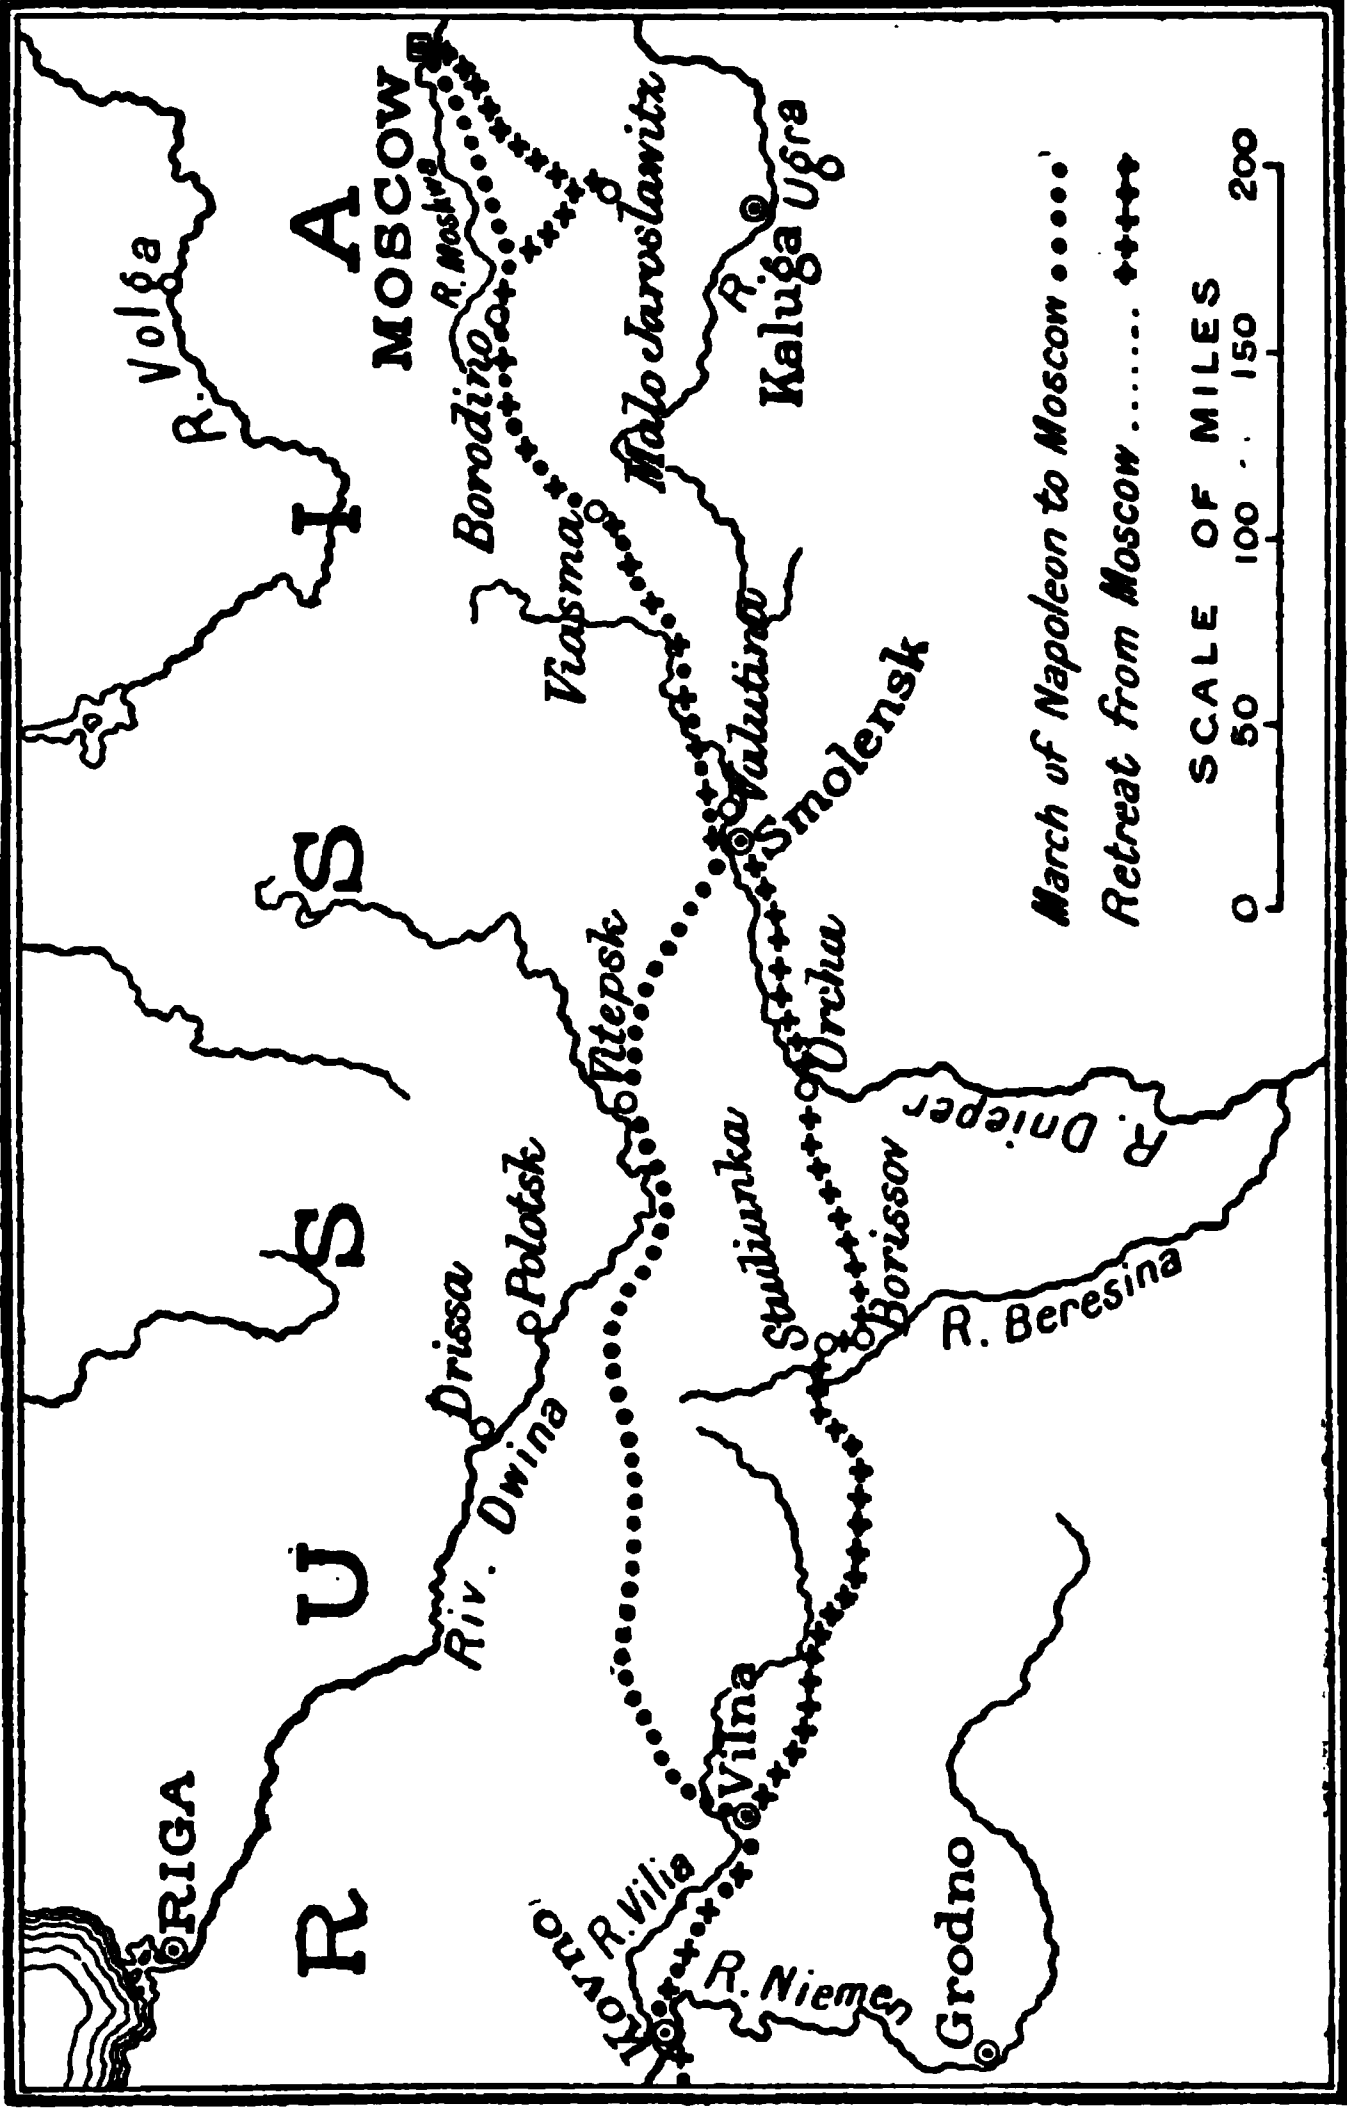 R U S S I A
RIGA
R. Volga
MOSCOW
R. Moskwa
Borodino
Malo Jaroslawitz
R. Ugra
Kaluga
Viasma
Valutino
Smolensk
Vitepsk
Orcha
Drissa
Polotsk
Riv. Dwina
Studianka
Borissov
R. Dnieper
R. Beresina
Kovno
R. Vilia
Vilna
R. Niemen
Grodno
March of Napoleon to Moscow
Retreat from Moscow
SCALE OF MILES
0 50 100 150 200